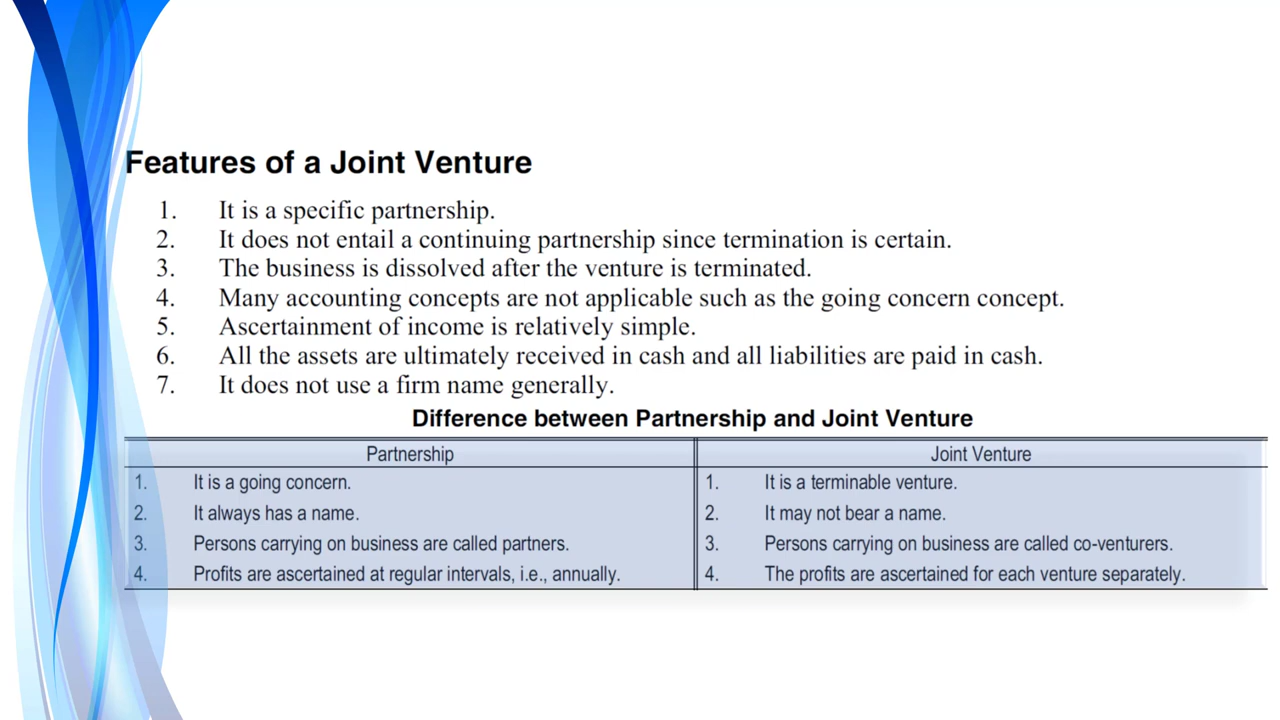 Features of a Joint Venture
1. It is a specific partnership.
2. It does not entail a continuing partnership since termination is certain.
3. The business is dissolved after the venture is terminated.
4. Many accounting concepts are not applicable such as the going concern concept.
5. Ascertainment of income is relatively simple.
6. All the assets are ultimately received in cash and all liabilities are paid in cash.
7. It does not use a firm name generally.
Difference between Partnership and Joint Venture
Partnership Joint Venture
1. It is a going concern. 1. It is a terminable venture.
2. It always has a name. 2. It may not bear a name.
3. Persons carrying on business are called partners. 3. Persons carrying on business are called co-venturers.
4. Profits are ascertained at regular intervals, i.e., annually. 4. The profits are ascertained for each venture separately.